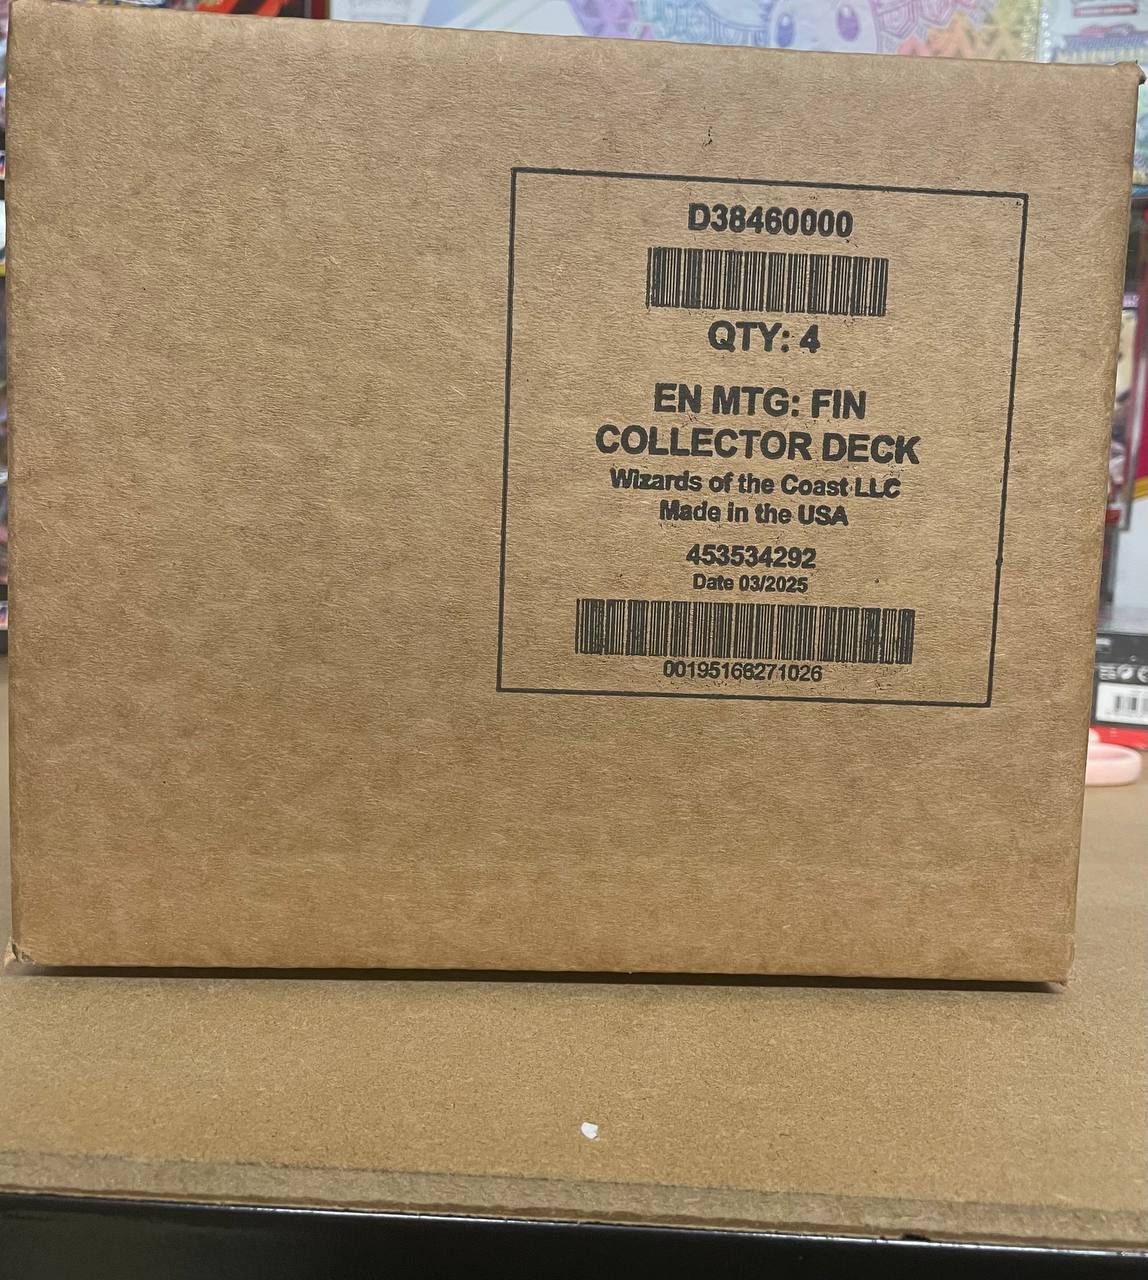 D38460000
QTY: 4
EN MTG: FIN
COLLECTOR DECK
Wizards of the Coast LLC
Made in the USA
453534292
Date 03/2025
00195166271026